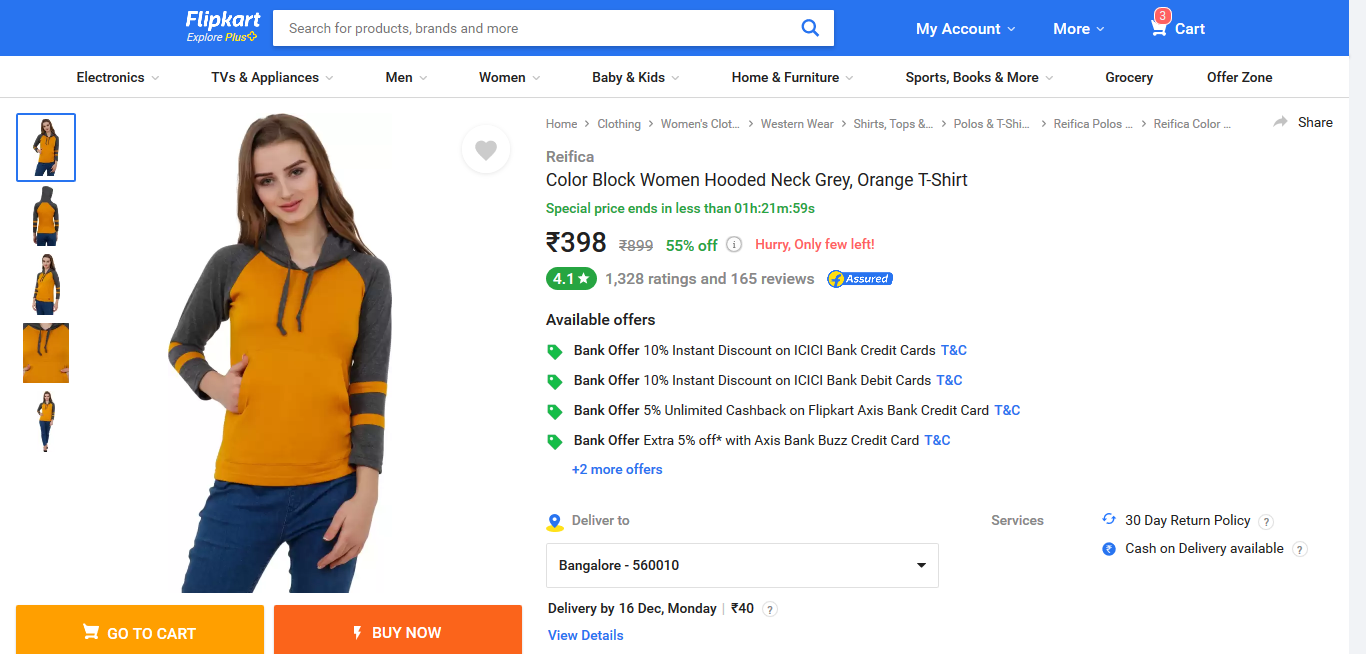 Flipkart
Explore Plus
Search for products, brands and more
My Account
More
3
Cart
Electronics
TVs & Appliances
Men
Women
Baby & Kids
Home & Furniture
Sports, Books & More
Grocery
Offer Zone
Home > Clothing > Women's Clot... > Western Wear > Shirts, Tops &... > Polos & T-Shi... > Reifica Polos ... > Reifica Color ...
Share
Reifica
Color Block Women Hooded Neck Grey, Orange T-Shirt
Special price ends in less than 01h:21m:59s
₹398 ₹899 55% off i Hurry, Only few left!
4.1★ 1,328 ratings and 165 reviews f Assured
Available offers
Bank Offer 10% Instant Discount on ICICI Bank Credit Cards T&C
Bank Offer 10% Instant Discount on ICICI Bank Debit Cards T&C
Bank Offer 5% Unlimited Cashback on Flipkart Axis Bank Credit Card T&C
Bank Offer Extra 5% off* with Axis Bank Buzz Credit Card T&C
+2 more offers
Deliver to
Bangalore - 560010
Delivery by 16 Dec, Monday | ₹40 ?
View Details
Services
₹
30 Day Return Policy ?
Cash on Delivery available ?
GO TO CART
BUY NOW